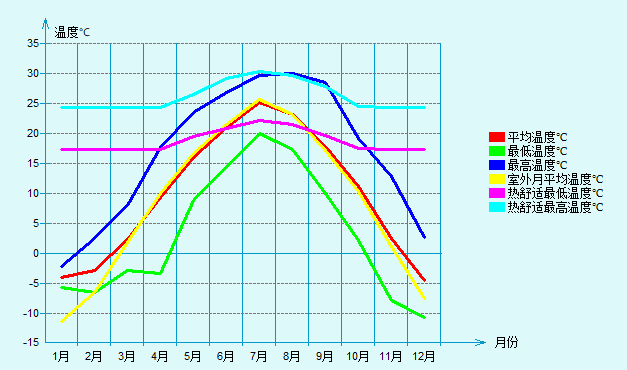 温度℃
35
30
25
20
15
10
5
0
-5
-10
-15
1月 2月 3月 4月 5月 6月 7月 8月 9月 10月 11月 12月
月份
平均温度℃
最低温度℃
最高温度℃
室外月平均温度℃
热舒适最低温度℃
热舒适最高温度℃